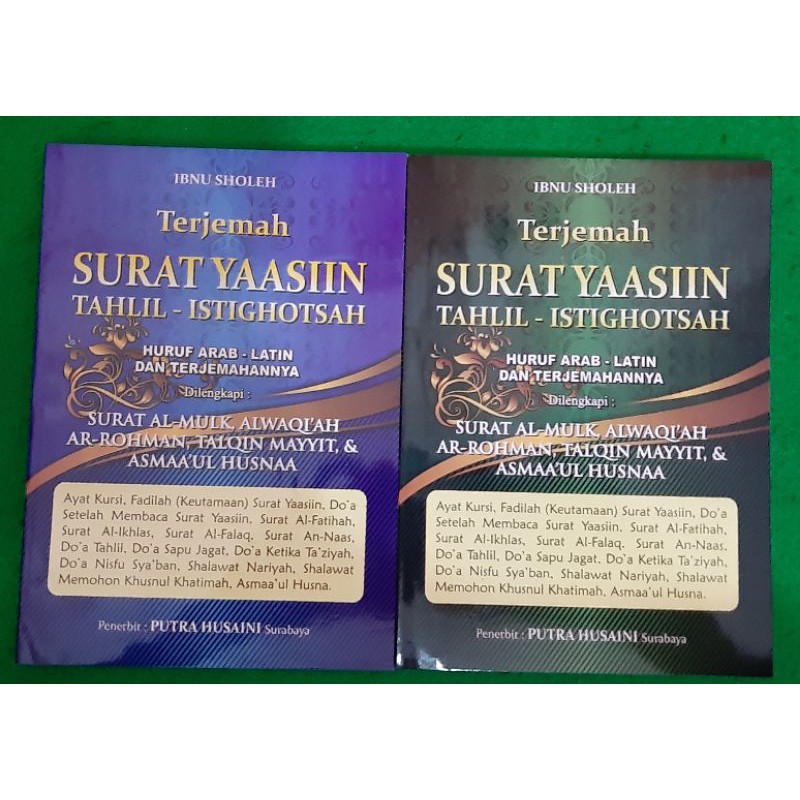 IBNU SHOLEH
Terjemah
SURAT YAASIIN
TAHLIL - ISTIGHOTSAH
HURUF ARAB - LATIN
DAN TERJEMAHANNYA
Dilengkapi :
SURAT AL-MULK, ALWAQI'AH
AR-ROHMAN, TALQIN MAYYIT, &
ASMAA'UL HUSNAA
Ayat Kursi, Fadilah (Keutamaan) Surat Yaasiin, Do'a
Setelah Membaca Surat Yaasiin, Surat Al-Fatihah,
Surat Al-Ikhlas, Surat Al-Falaq, Surat An-Naas,
Do'a Tahlil, Do'a Sapu Jagat, Do'a Ketika Ta'ziyah,
Do'a Nisfu Sya'ban, Shalawat Nariyah, Shalawat
Memohon Khusnul Khatimah, Asmaa'ul Husna.
Penerbit : PUTRA HUSAINI Surabaya
IBNU SHOLEH
Terjemah
SURAT YAASIIN
TAHLIL - ISTIGHOTSAH
HURUF ARAB - LATIN
DAN TERJEMAHANNYA
Dilengkapi :
SURAT AL-MULK, ALWAQI'AH
AR-ROHMAN, TALQIN MAYYIT, &
ASMAA'UL HUSNAA
Ayat Kursi, Fadilah (Keutamaan) Surat Yaasiin, Do'a
Setelah Membaca Surat Yaasiin, Surat Al-Fatihah,
Surat Al-Ikhlas, Surat Al-Falaq, Surat An-Naas,
Do'a Tahlil, Do'a Sapu Jagat, Do'a Ketika Ta'ziyah,
Do'a Nisfu Sya'ban, Shalawat Nariyah, Shalawat
Memohon Khusnul Khatimah, Asmaa'ul Husna.
Penerbit : PUTRA HUSAINI Surabaya